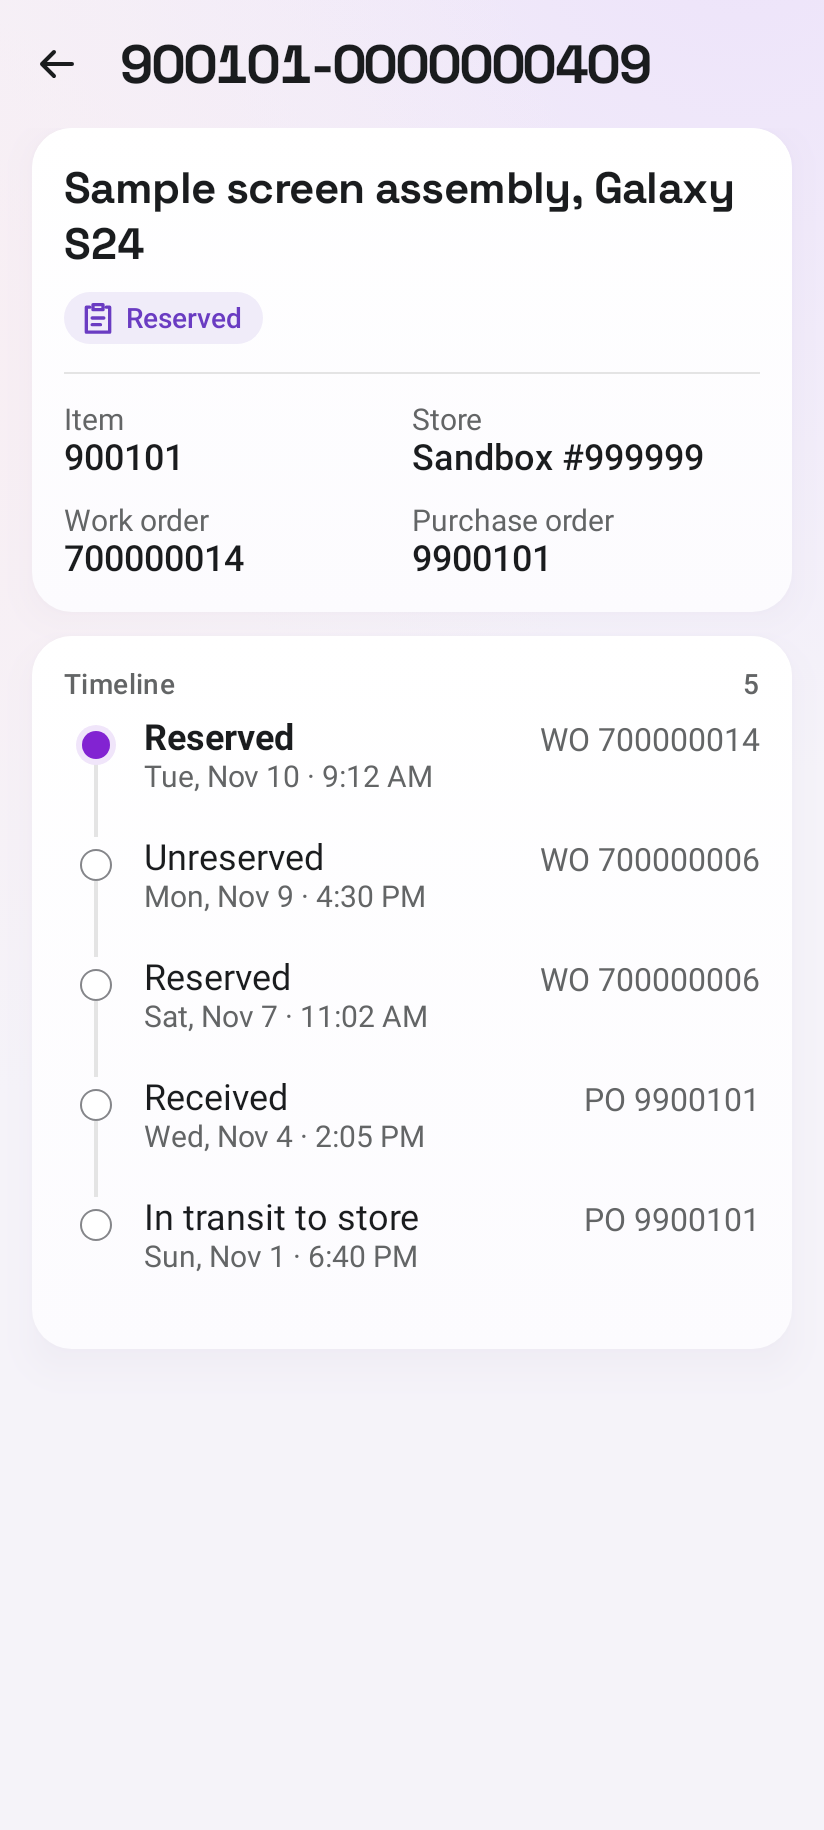 900101-0000000409
Sample screen assembly, Galaxy
S24
Reserved
Item
900101
Store
Sandbox #999999
Work order
700000014
Purchase order
9900101
Timeline
5
Reserved
WO 700000014
Tue, Nov 10 · 9:12 AM
Unreserved
WO 700000006
Mon, Nov 9 · 4:30 PM
Reserved
WO 700000006
Sat, Nov 7 · 11:02 AM
Received
PO 9900101
Wed, Nov 4 · 2:05 PM
In transit to store
PO 9900101
Sun, Nov 1 · 6:40 PM